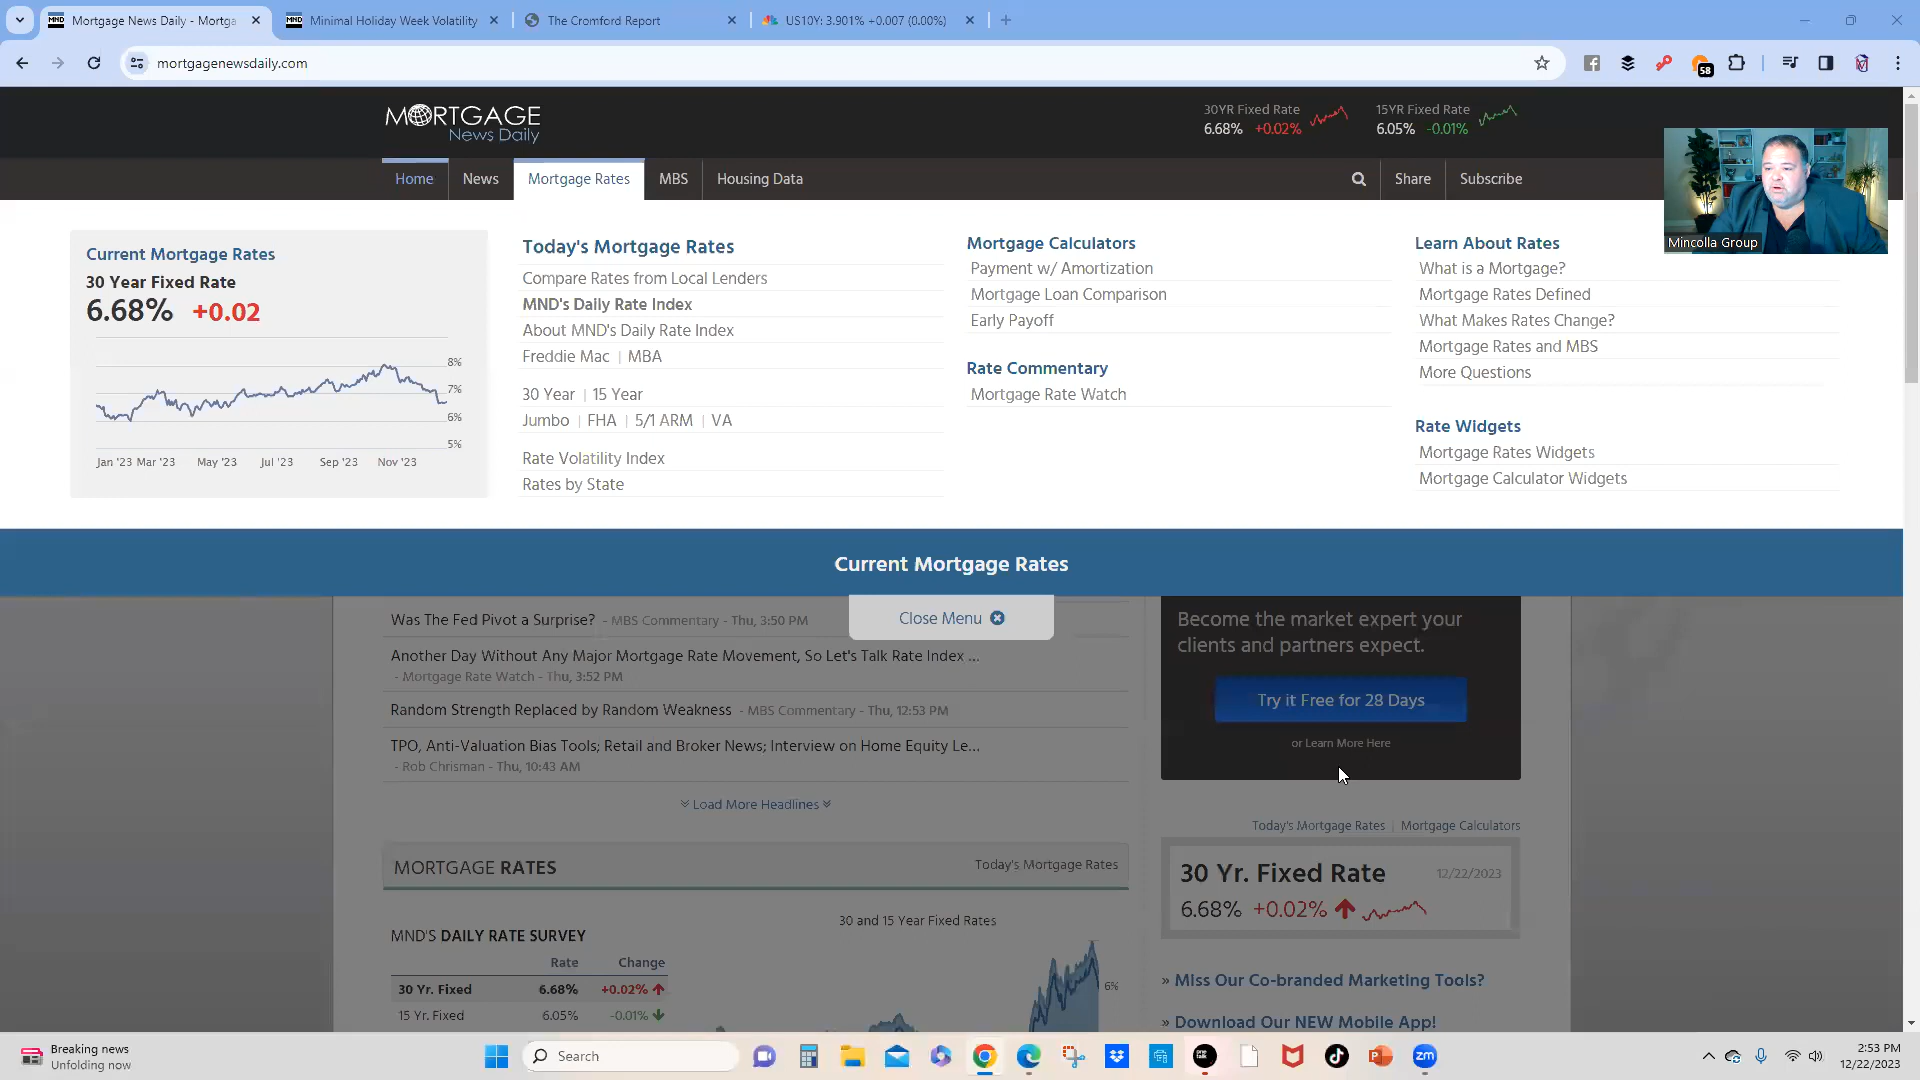 Mortgage News Daily - Mortga
Minimal Holiday Week Volatility
The Cromford Report
US10Y: 3.901% +0.007 (0.00%)
mortgagenewsdaily.com
58
MORTGAGE
News Daily
30YR Fixed Rate
6.68% +0.02%
15YR Fixed Rate
6.05% -0.01%
Home
News
Mortgage Rates
MBS
Housing Data
Share
Subscribe
Mincolla Group
Current Mortgage Rates
30 Year Fixed Rate
6.68% +0.02
8%
7%
6%
5%
Jan '23 Mar '23 May '23 Jul '23 Sep '23 Nov '23
Today's Mortgage Rates
Compare Rates from Local Lenders
MND's Daily Rate Index
About MND's Daily Rate Index
Freddie Mac | MBA
30 Year | 15 Year
Jumbo | FHA | 5/1 ARM | VA
Rate Volatility Index
Rates by State
Mortgage Calculators
Payment w/ Amortization
Mortgage Loan Comparison
Early Payoff
Rate Commentary
Mortgage Rate Watch
Learn About Rates
What is a Mortgage?
Mortgage Rates Defined
What Makes Rates Change?
Mortgage Rates and MBS
More Questions
Rate Widgets
Mortgage Rates Widgets
Mortgage Calculator Widgets
Current Mortgage Rates
Close Menu
Was The Fed Pivot a Surprise? - MBS Commentary - Thu, 3:50 PM
Another Day Without Any Major Mortgage Rate Movement, So Let's Talk Rate Index ...
- Mortgage Rate Watch - Thu, 3:52 PM
Random Strength Replaced by Random Weakness - MBS Commentary - Thu, 12:53 PM
TPO, Anti-Valuation Bias Tools; Retail and Broker News; Interview on Home Equity Le...
- Rob Chrisman - Thu, 10:43 AM
Load More Headlines
MORTGAGE RATES
Today's Mortgage Rates
30 and 15 Year Fixed Rates
MND'S DAILY RATE SURVEY
Rate Change
30 Yr. Fixed 6.68% +0.02%
15 Yr. Fixed 6.05% -0.01%
6%
Become the market expert your
clients and partners expect.
Try it Free for 28 Days
or Learn More Here
Today's Mortgage Rates | Mortgage Calculators
30 Yr. Fixed Rate 12/22/2023
6.68% +0.02%
» Miss Our Co-branded Marketing Tools?
» Download Our NEW Mobile App!
Breaking news
Unfolding now
Search
zm
2:53 PM
12/22/2023